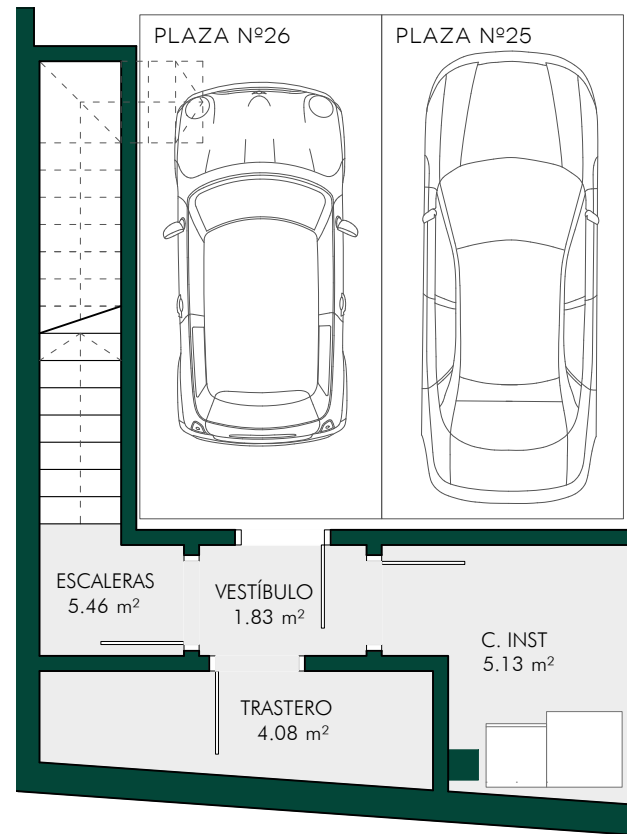 PLAZA Nº26
PLAZA Nº25
ESCALERAS
5.46 m²
VESTÍBULO
1.83 m²
C. INST
5.13 m²
TRASTERO
4.08 m²